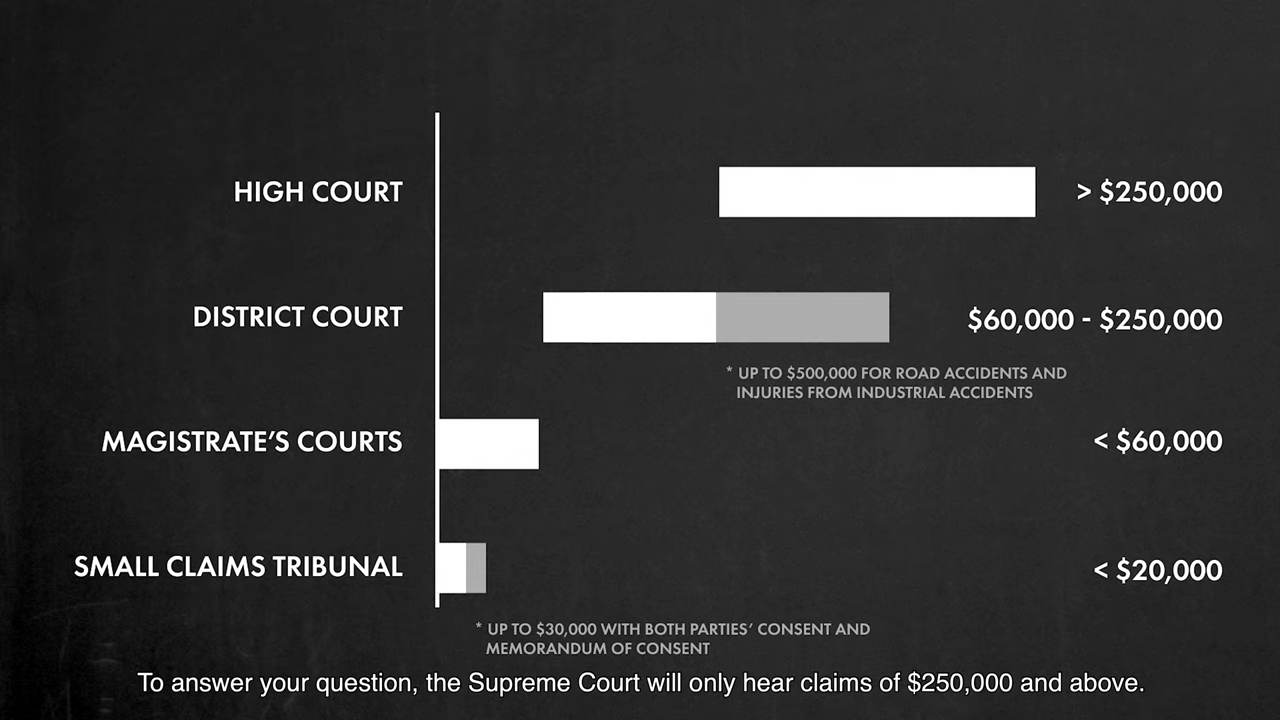 HIGH COURT
> $250,000
DISTRICT COURT
$60,000 - $250,000
* UP TO $500,000 FOR ROAD ACCIDENTS AND
INJURIES FROM INDUSTRIAL ACCIDENTS
MAGISTRATE’S COURTS
< $60,000
SMALL CLAIMS TRIBUNAL
< $20,000
* UP TO $30,000 WITH BOTH PARTIES’ CONSENT AND
MEMORANDUM OF CONSENT
To answer your question, the Supreme Court will only hear claims of $250,000 and above.